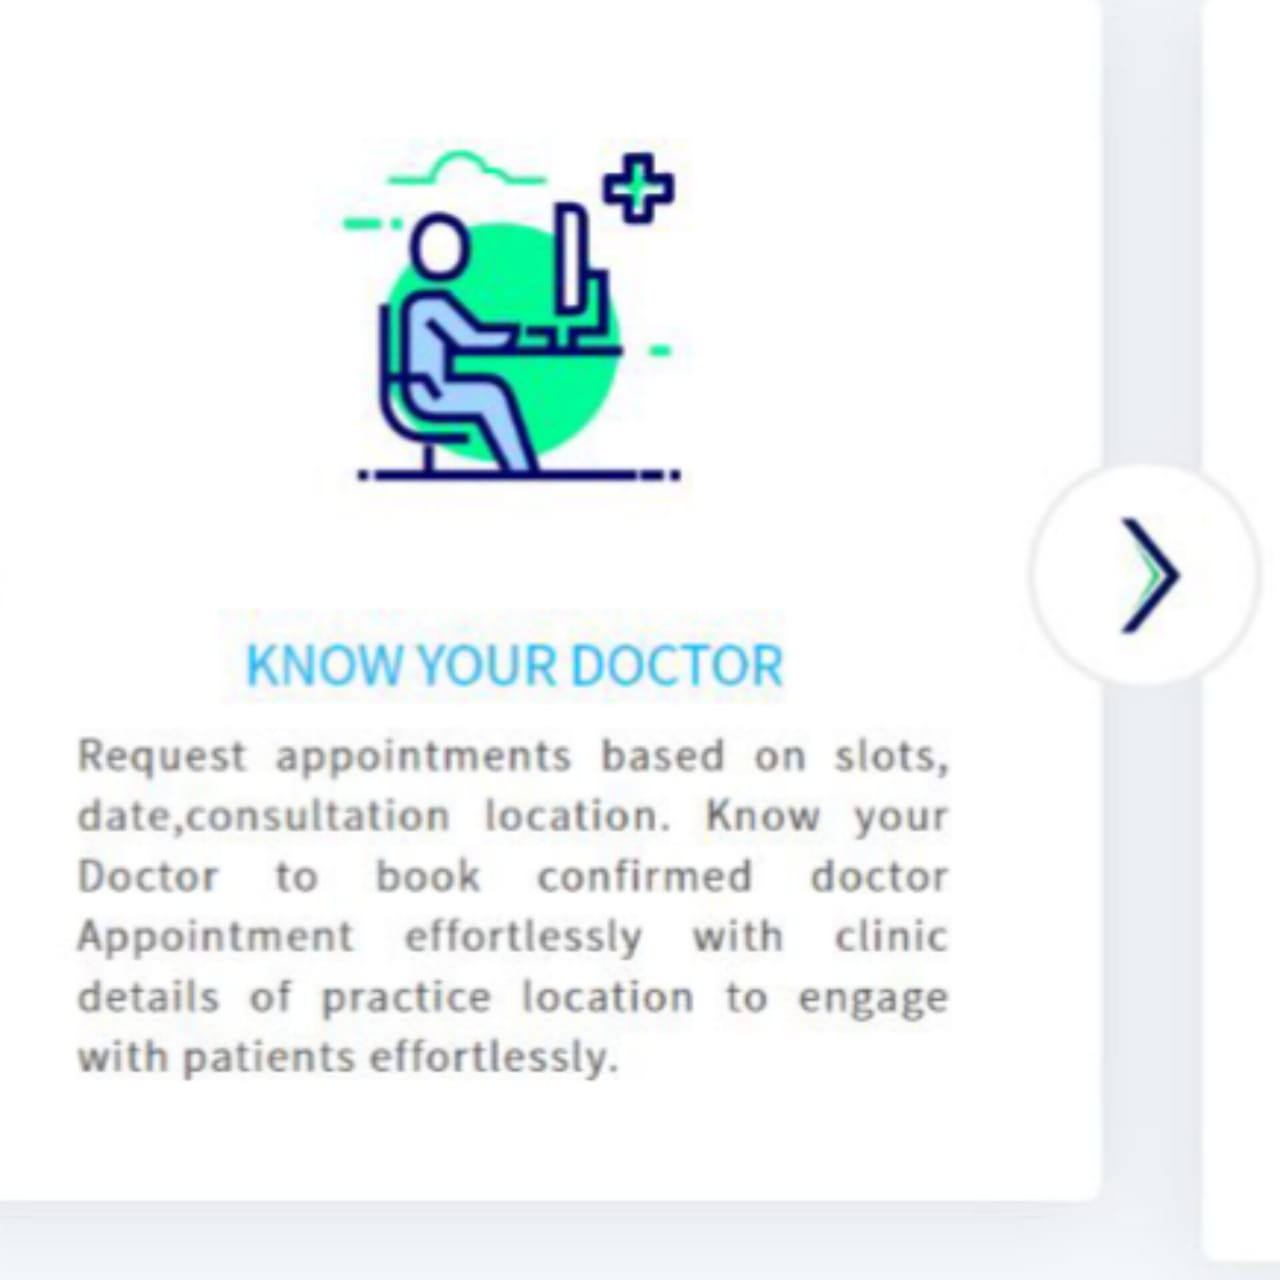 KNOW YOUR DOCTOR
Request appointments based on slots,
date,consultation location. Know your
Doctor to book confirmed doctor
Appointment effortlessly with clinic
details of practice location to engage
with patients effortlessly.